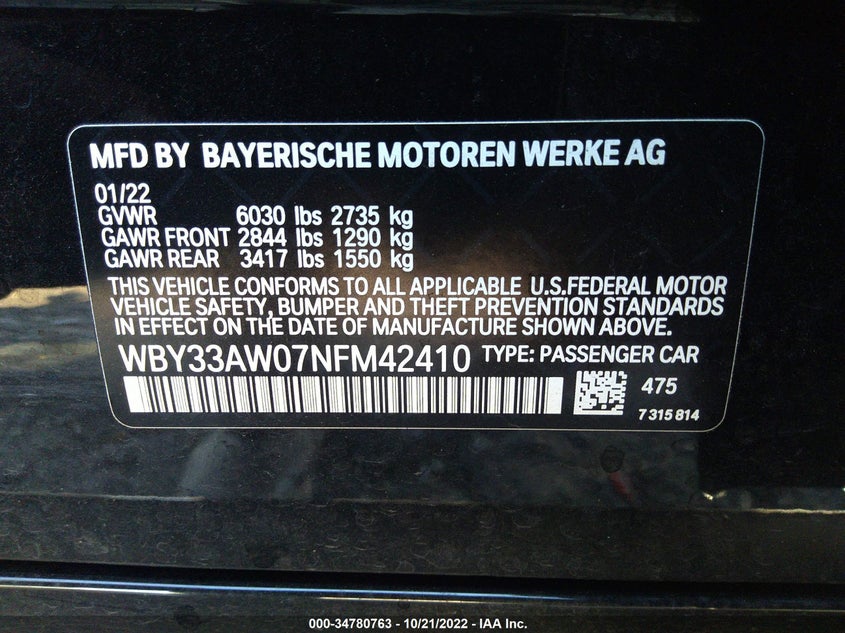 MFD BY BAYERISCHE MOTOREN WERKE AG
01/22
GVWR 6030 lbs 2735 kg
GAWR FRONT 2844 lbs 1290 kg
GAWR REAR 3417 lbs 1550 kg
THIS VEHICLE CONFORMS TO ALL APPLICABLE U.S.FEDERAL MOTOR
VEHICLE SAFETY, BUMPER AND THEFT PREVENTION STANDARDS
IN EFFECT ON THE DATE OF MANUFACTURE SHOWN ABOVE.
WBY33AW07NFM42410 TYPE: PASSENGER CAR
475
7 315 814
000-34780763 - 10/21/2022 - IAA Inc.